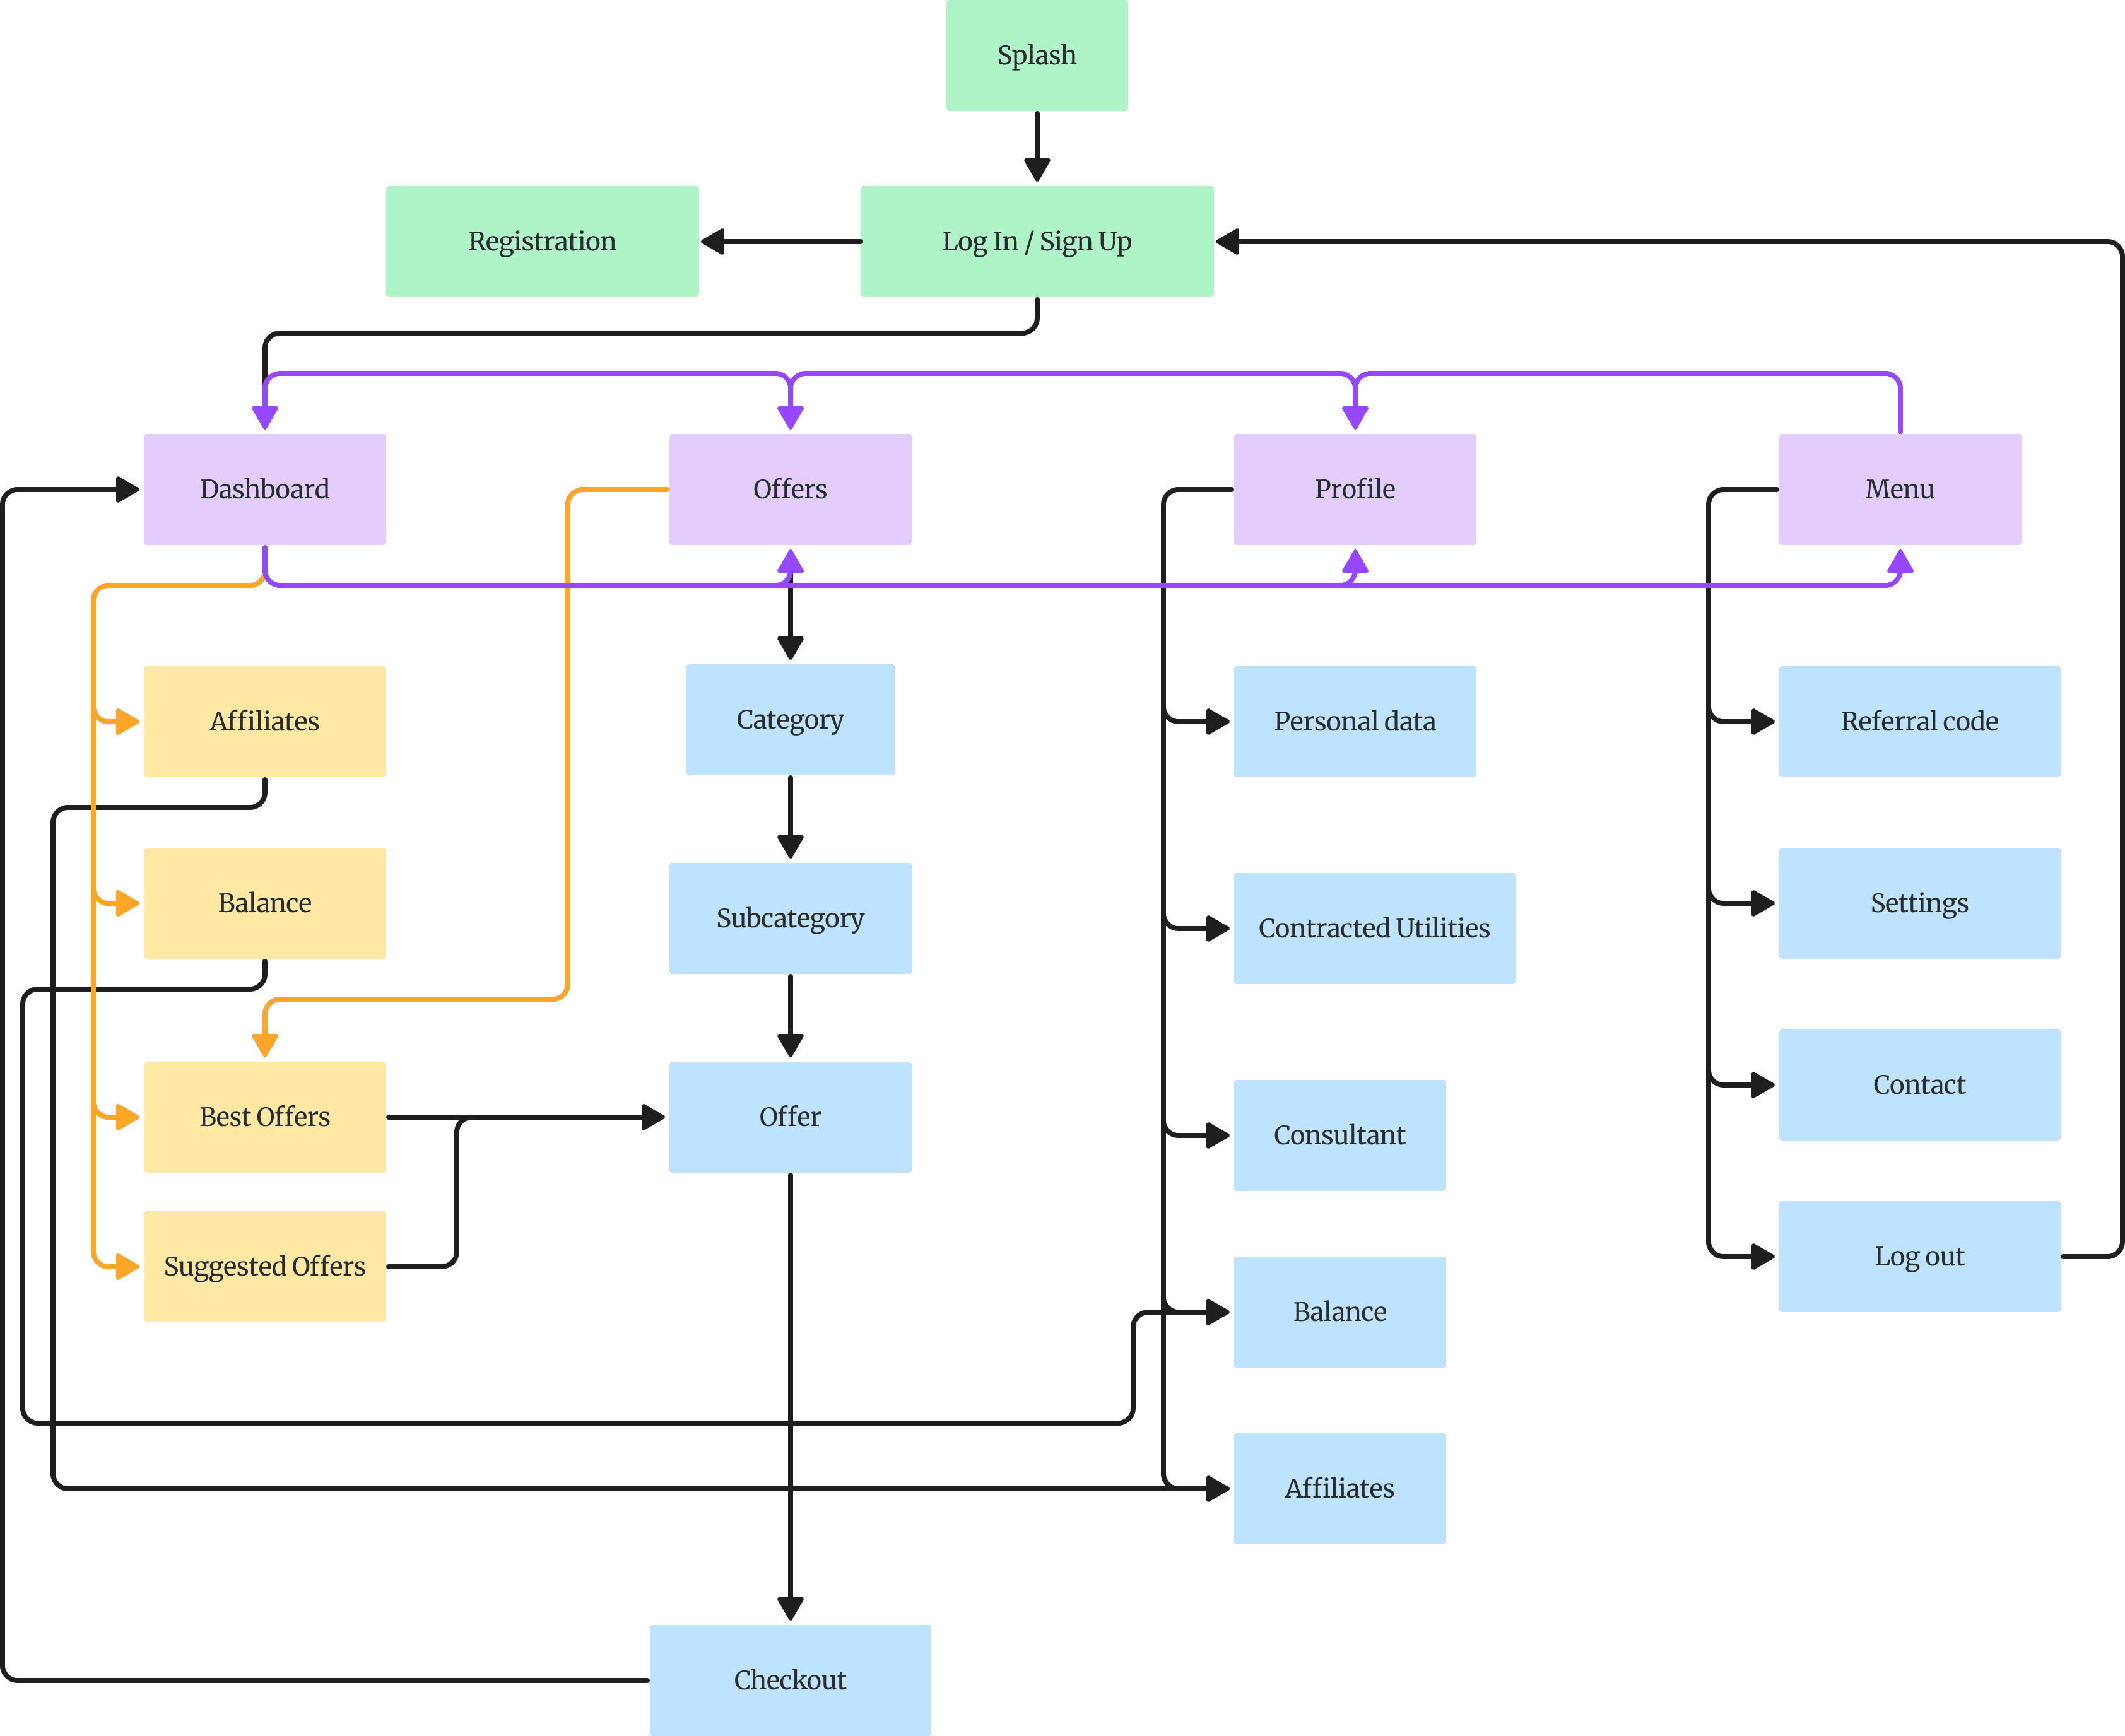 Splash
Registration
Log In / Sign Up
Dashboard
Offers
Profile
Menu
Affiliates
Category
Personal data
Referral code
Balance
Subcategory
Contracted Utilities
Settings
Best Offers
Offer
Consultant
Contact
Suggested Offers
Balance
Log out
Affiliates
Checkout